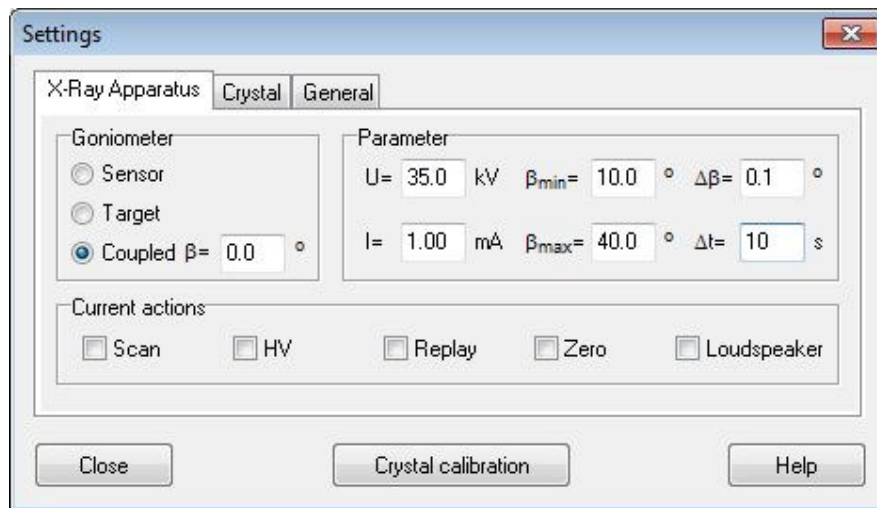 Settings
X-Ray Apparatus Crystal General
Goniometer
Sensor
Target
Coupled β= 0.0 °
Parameter
U= 35.0 kV βmin= 10.0 ° Δβ= 0.1 °
I= 1.00 mA βmax= 40.0 ° Δt= 10 s
Current actions
Scan HV Replay Zero Loudspeaker
Close Crystal calibration Help